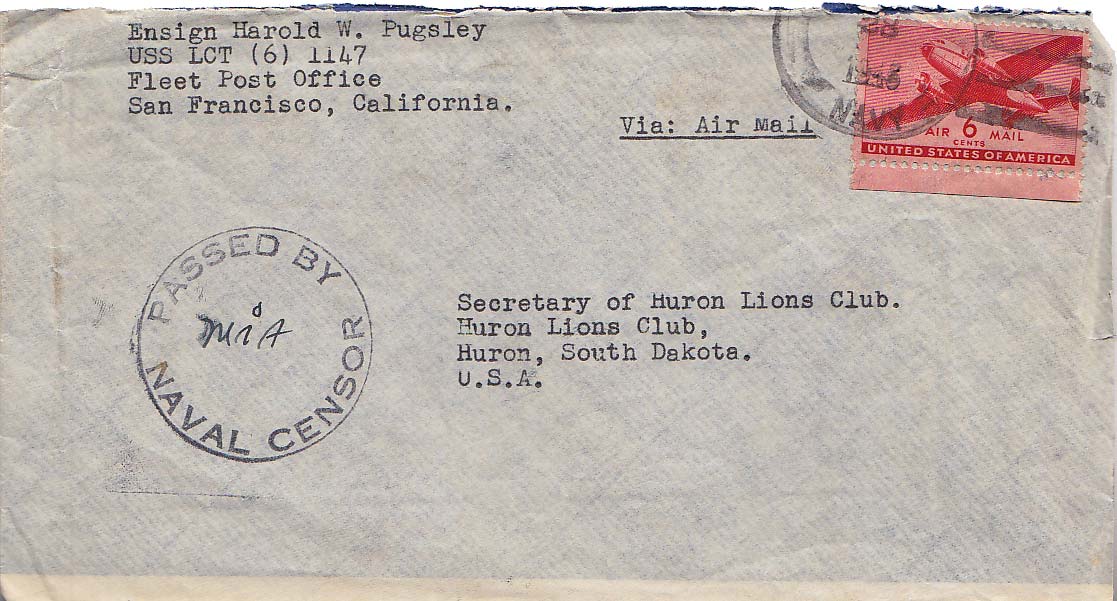 Ensign Harold W. Pugsley
USS LCT (6) 1147
Fleet Post Office
San Francisco, California.
Via: Air Mail
NAVY
AIR 6 MAIL
CENTS
UNITED STATES OF AMERICA
PASSED BY
NAVAL CENSOR
Secretary of Huron Lions Club.
Huron Lions Club,
Huron, South Dakota.
U.S.A.